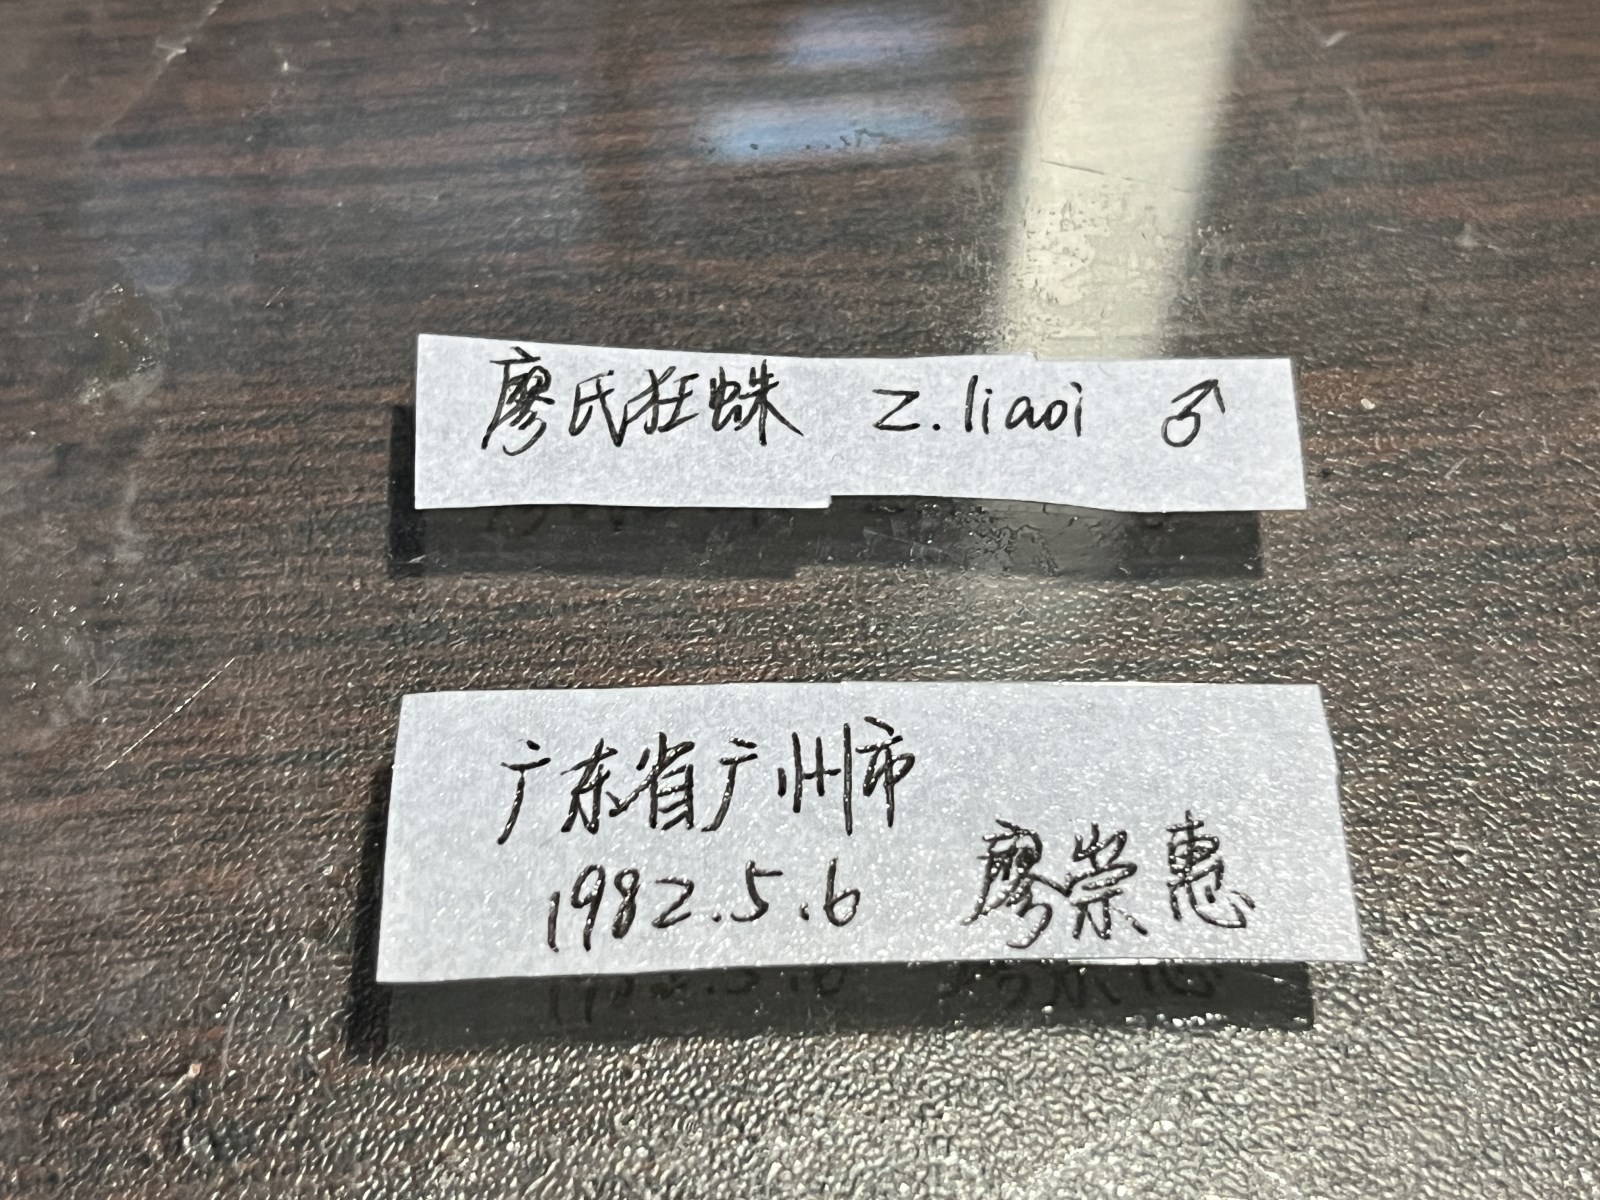 廖氏狂蛛 Z. liaoi ♂
广东省广州市
1982.5.6 廖崇惠